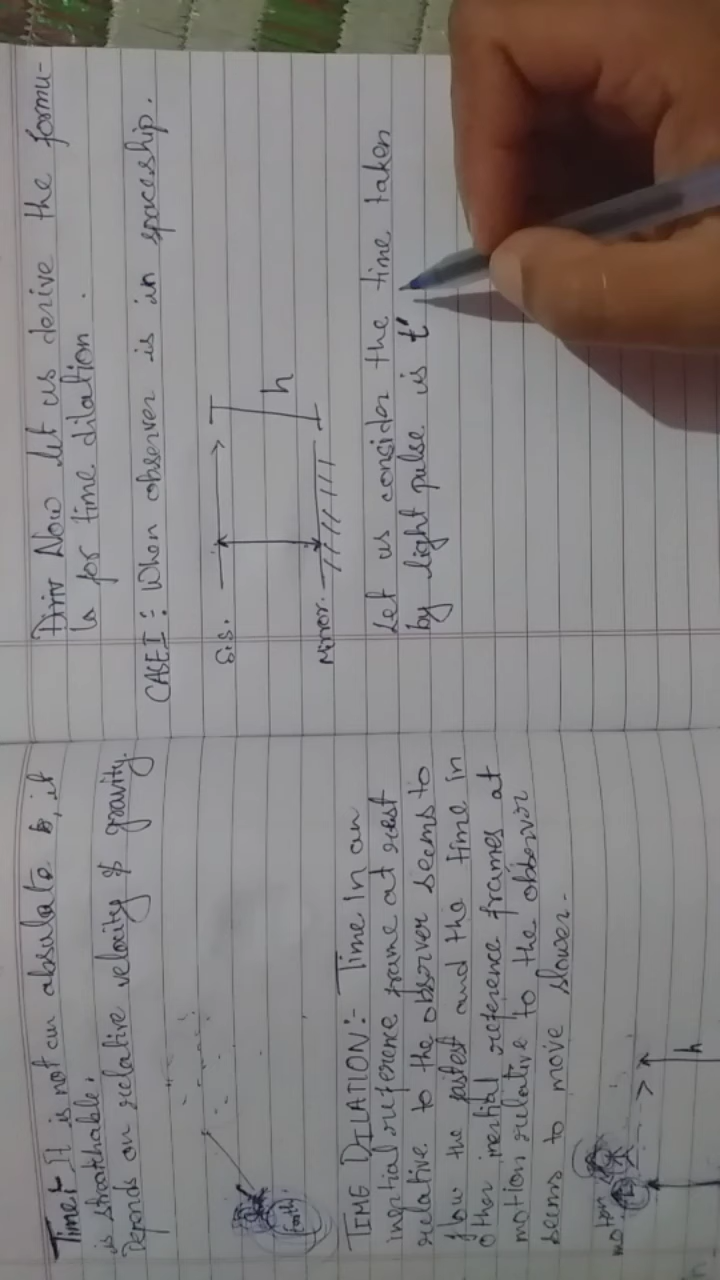 Time: It is not an absolute &, it
is strachable.
Depends on relative velocity & gravity.
Earth
TIME DILATION:- Time In an
inertial reference frame at rest
relative to the observer seems to
flow the fastest and the time in
other inertial reference frames at
motion relative to the observer
seems to move slower.
motion
h
Now let us derive the formu-
la for time dilation.
CASE I : When observer is in spaceship.
S.S.
h
Mirror.
Let us consider the time taken
by light pulse is t'